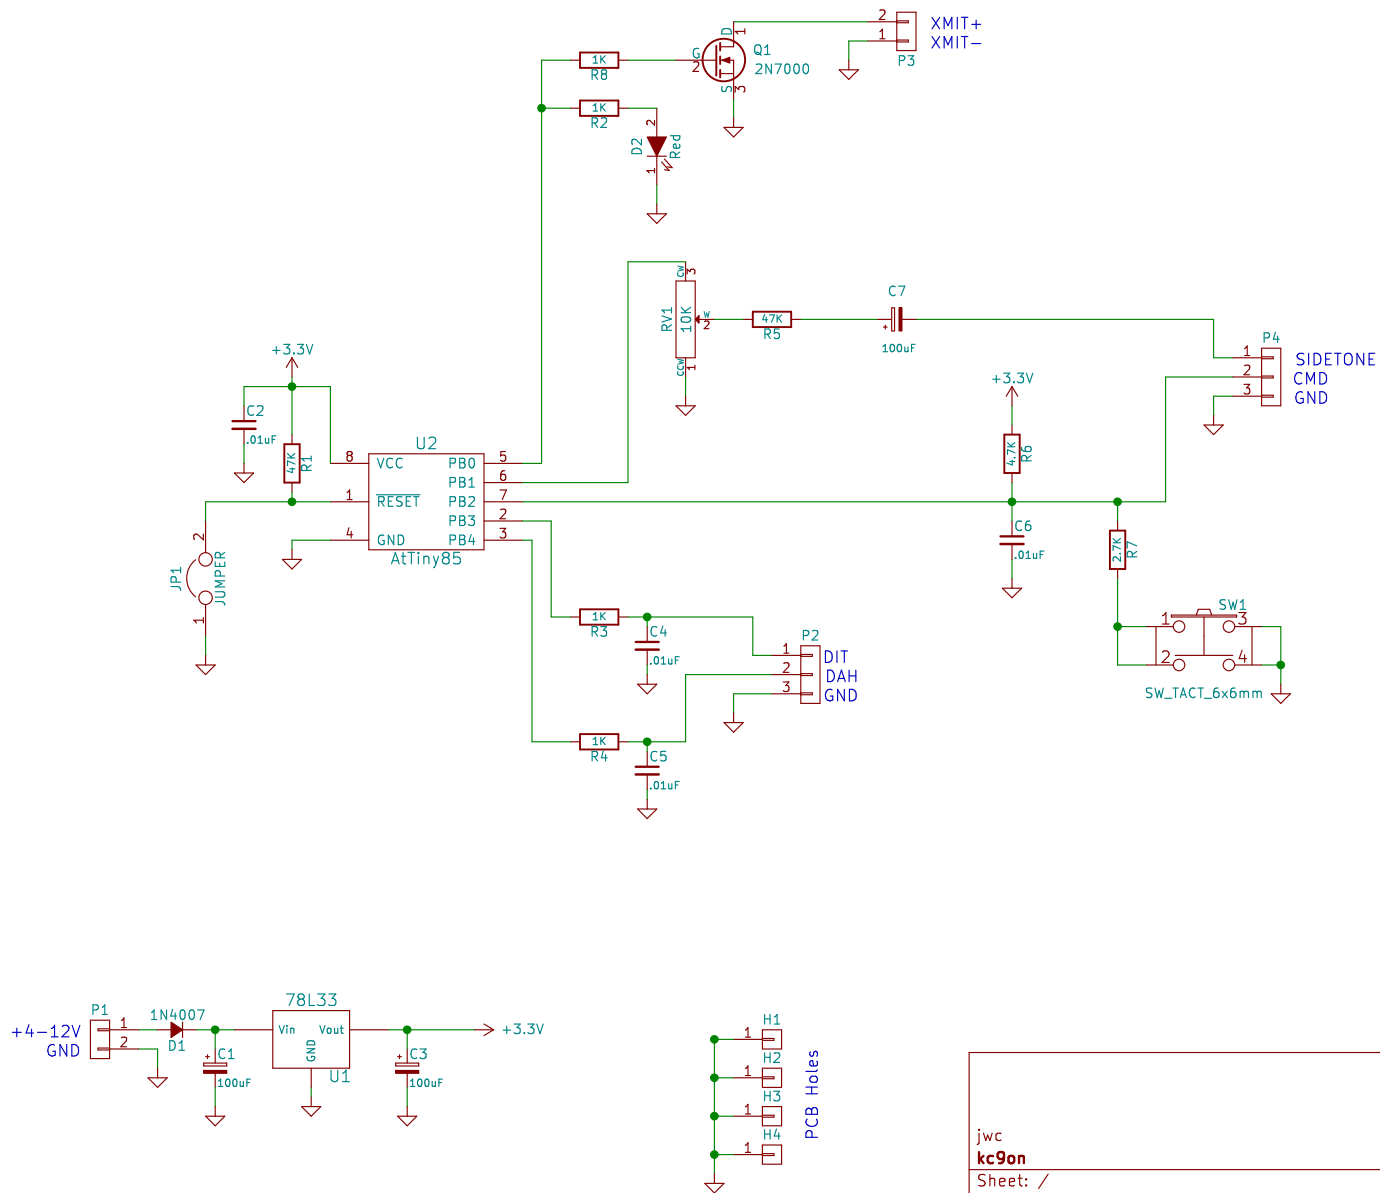 2
XMIT+
1
XMIT-
P3
D
1
G
2
Q1
2N7000
S
3
1K
R8
1K
R2
2
D2
Red
1
CW
3
RV1
10K
W
2
CCW
1
47K
R5
C7
+
100uF
P4
1
SIDETONE
2
CMD
3
GND
+3.3V
C2
.01uF
47K
R1
+3.3V
4.7K
R6
U2
8
VCC
PB0
5
PB1
6
1
RESET
PB2
7
PB3
2
4
GND
PB4
3
AtTiny85
2
JP1
JUMPER
1
C6
.01uF
2.7K
R7
SW1
1
3
2
4
SW_TACT_6x6mm
1K
R3
C4
.01uF
P2
1
DIT
2
DAH
3
GND
1K
R4
C5
.01uF
P1
+4-12V
1
GND
2
1N4007
D1
+
C1
100uF
78L33
Vin
Vout
GND
U1
+
C3
100uF
+3.3V
H1
1
H2
1
H3
1
H4
1
PCB Holes
jwc
kc9on
Sheet: /